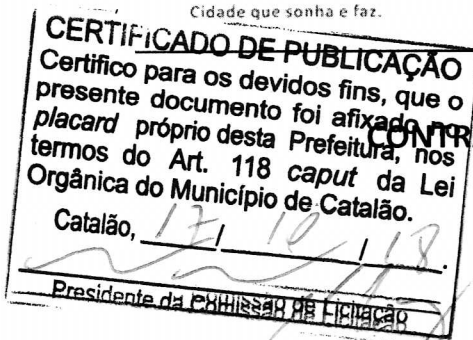 Cidade que sonha e faz.
CERTIFICADO DE PUBLICAÇÃO
Certifico para os devidos fins, que o
presente documento foi afixado no
CONTR
placard próprio desta Prefeitura, nos
termos do Art. 118 caput da Lei
Orgânica do Município de Catalão.
Catalão, 17/10/18.
Presidente da Comissão de Licitação